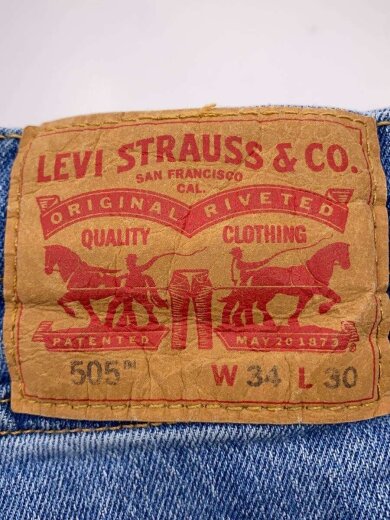 LEVI STRAUSS & CO.
SAN FRANCISCO
CAL.
ORIGINAL RIVETED
QUALITY CLOTHING
PATENTED MAY 20 1873
505™ W 34 L 30